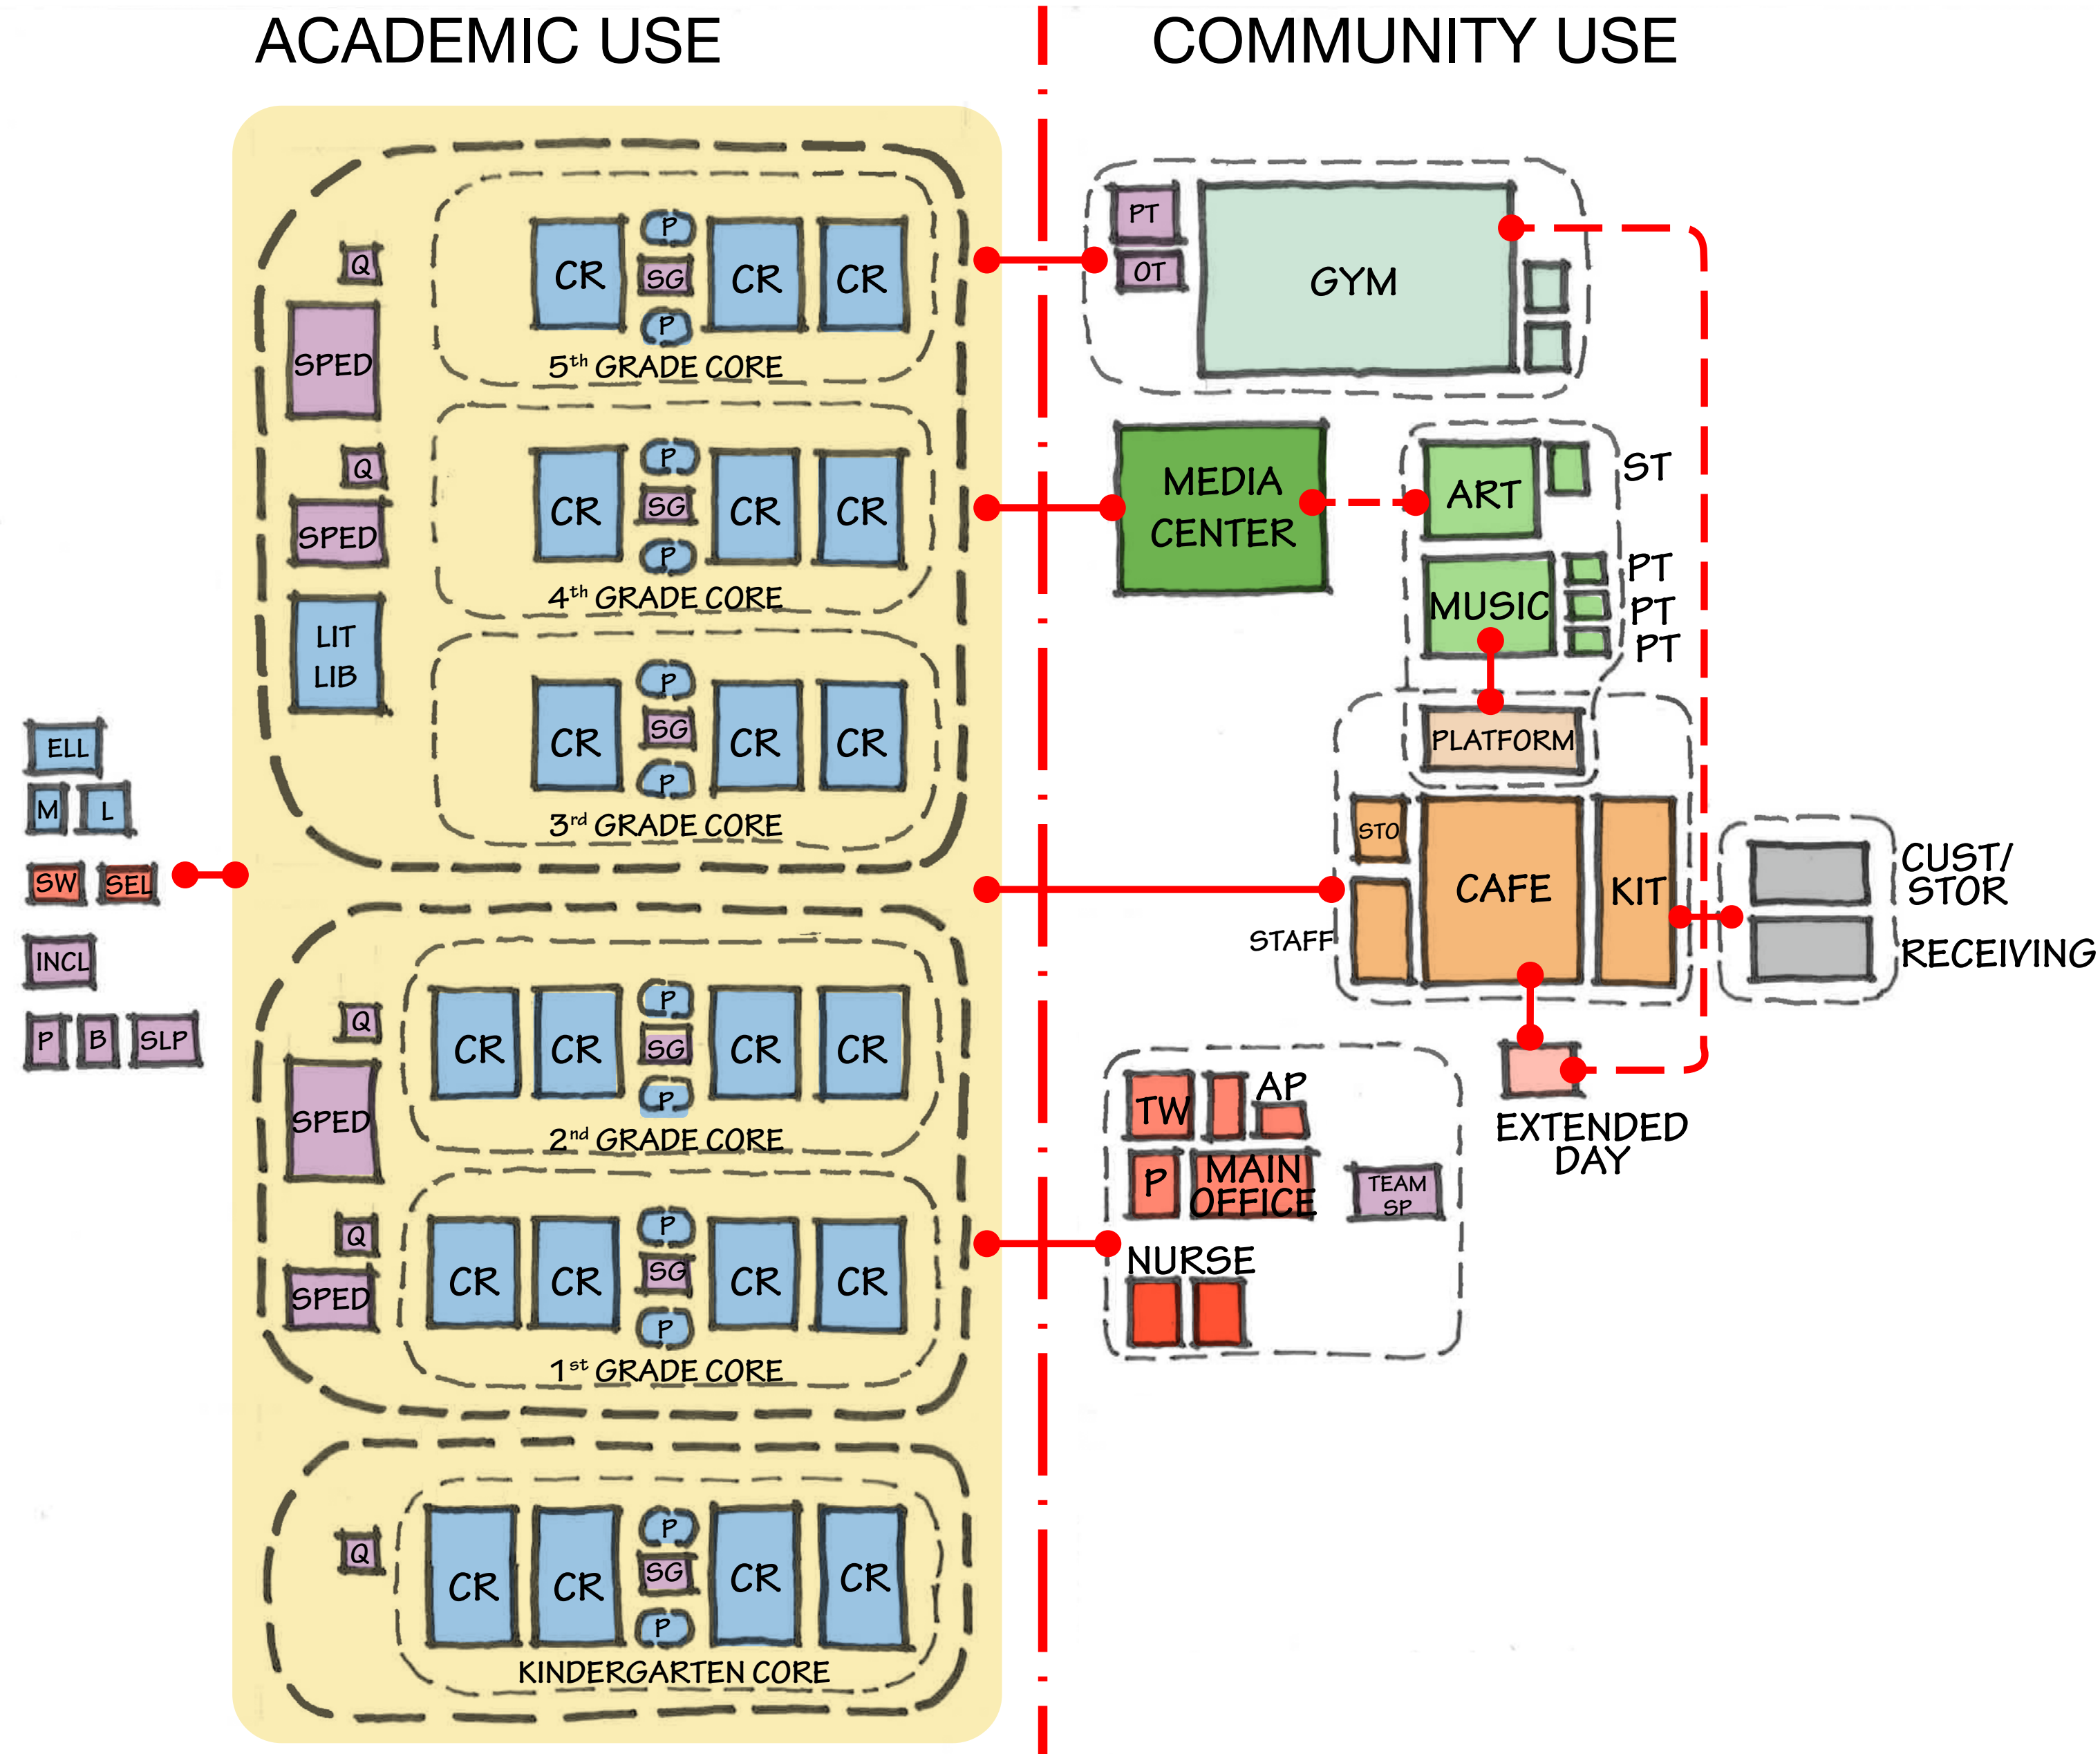 ACADEMIC USE
COMMUNITY USE
Q
SPED
Q
SPED
LIT
LIB
CR
P
SG
P
CR
CR
5th GRADE CORE
CR
P
SG
P
CR
CR
4th GRADE CORE
CR
P
SG
P
CR
CR
3rd GRADE CORE
ELL
M
L
SW
SEL
INCL
P
B
SLP
Q
SPED
Q
SPED
CR
CR
P
SG
P
CR
CR
2nd GRADE CORE
CR
CR
P
SG
P
CR
CR
1st GRADE CORE
Q
CR
CR
P
SG
P
CR
CR
KINDERGARTEN CORE
PT
OT
GYM
MEDIA
CENTER
ART
ST
MUSIC
PT
PT
PT
PLATFORM
STO
CAFE
KIT
STAFF
CUST/
STOR
RECEIVING
EXTENDED
DAY
TW
AP
P
MAIN
OFFICE
TEAM
SP
NURSE